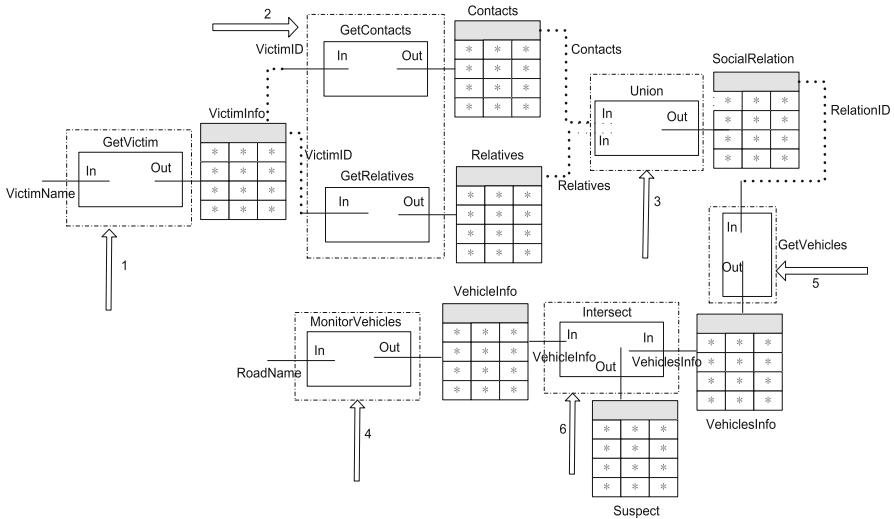 2
GetContacts
Contacts
VictimID
In
Out
* * *
* * *
* * *
* * *
Contacts
SocialRelation
Union
In
In
Out
* * *
* * *
* * *
* * *
RelationID
VictimInfo
GetVictim
In
Out
VictimName
* * *
* * *
* * *
* * *
VictimID
GetRelatives
In
Out
Relatives
* * *
* * *
* * *
* * *
Relatives
3
1
In
Out
GetVehicles
5
MonitorVehicles
In
Out
RoadName
VehicleInfo
* * *
* * *
* * *
* * *
VehicleInfo
Intersect
In
In
Out
VehiclesInfo
* * *
* * *
* * *
* * *
VehiclesInfo
4
6
* * *
* * *
* * *
* * *
Suspect